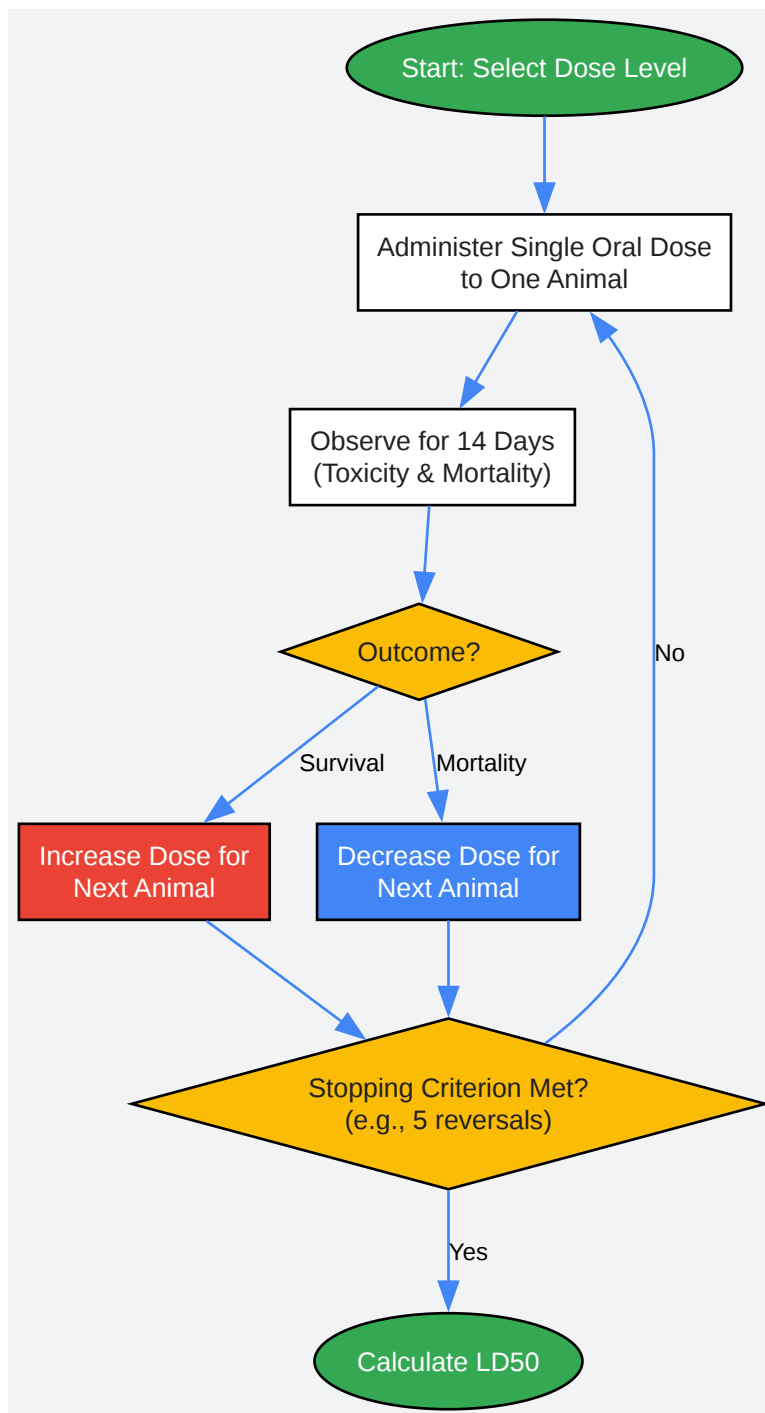 Start: Select Dose Level
Administer Single Oral Dose
to One Animal
Observe for 14 Days
(Toxicity & Mortality)
Outcome?
No
Survival
Mortality
Increase Dose for
Next Animal
Decrease Dose for
Next Animal
Stopping Criterion Met?
(e.g., 5 reversals)
Yes
Calculate LD50